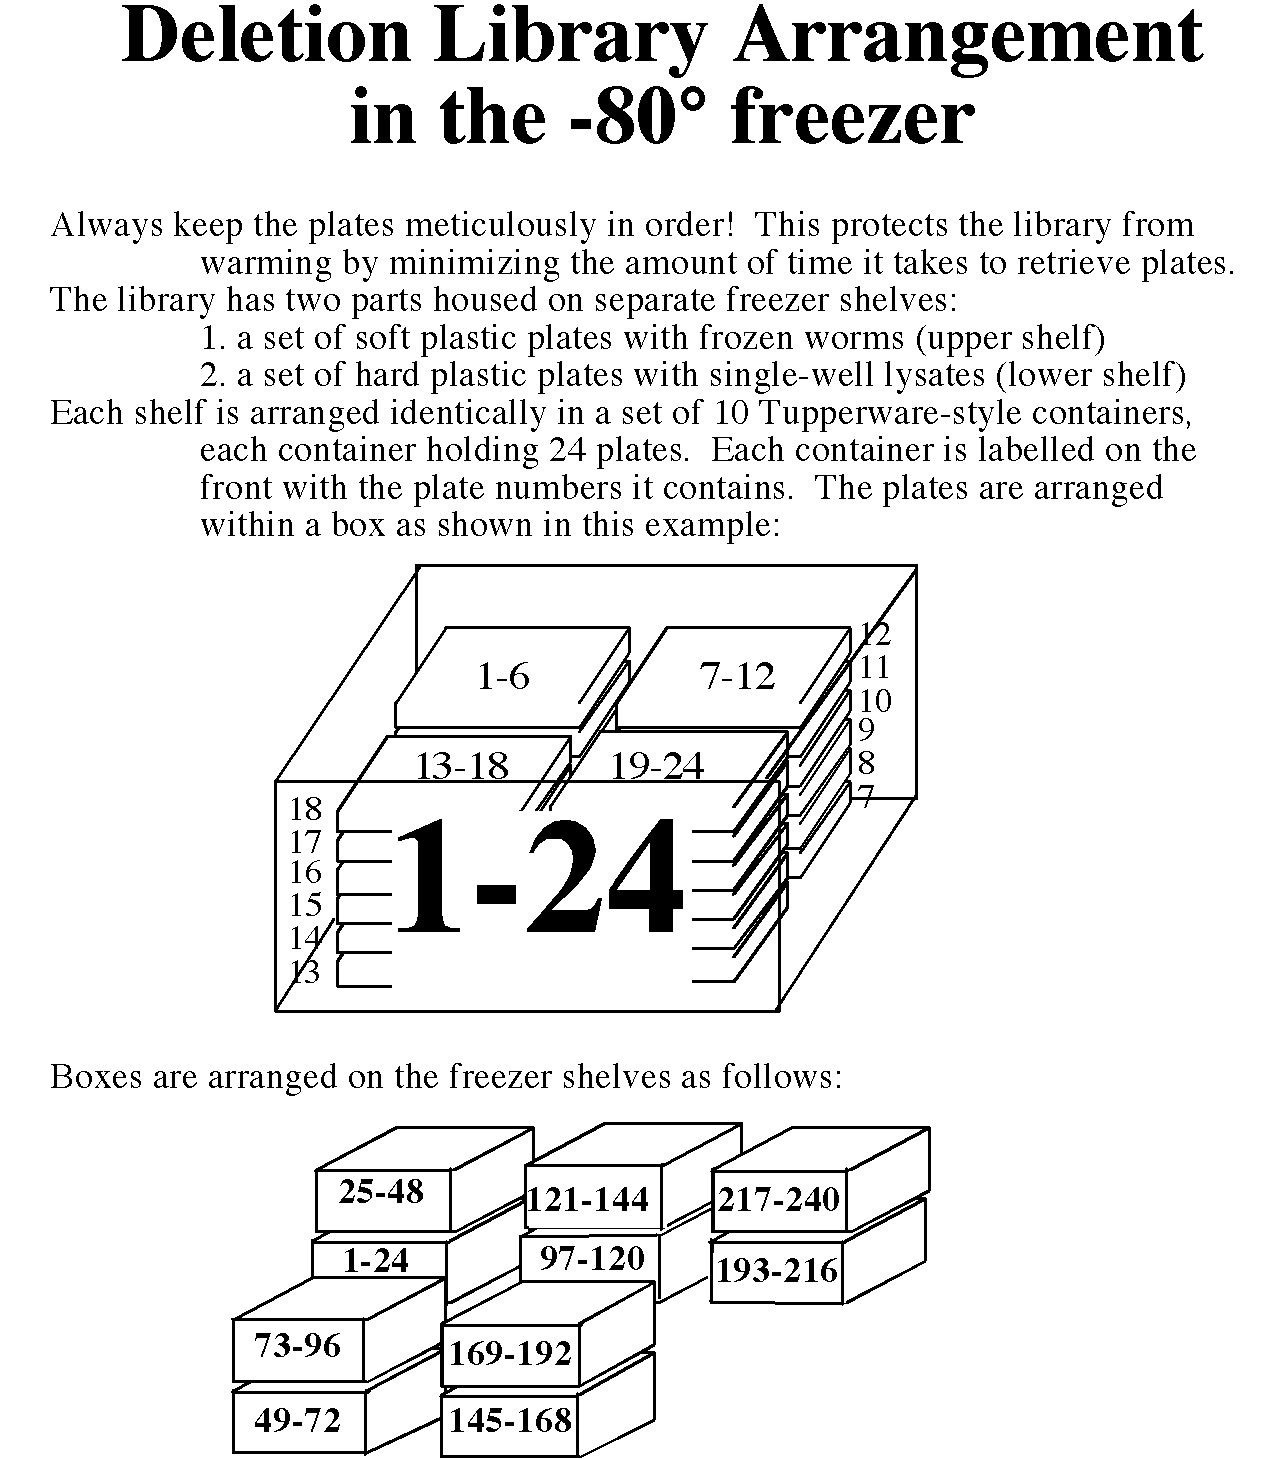 Deletion Library Arrangement
in the -80° freezer
Always keep the plates meticulously in order!  This protects the library from
warming by minimizing the amount of time it takes to retrieve plates.
The library has two parts housed on separate freezer shelves:
1. a set of soft plastic plates with frozen worms (upper shelf)
2. a set of hard plastic plates with single-well lysates (lower shelf)
Each shelf is arranged identically in a set of 10 Tupperware-style containers,
each container holding 24 plates.  Each container is labelled on the
front with the plate numbers it contains.  The plates are arranged
within a box as shown in this example:
12
1-6
7-12
11
10
9
13-18
19-24
8
7
18
17
16
15
14
13
1-24
Boxes are arranged on the freezer shelves as follows:
25-48
121-144
217-240
1-24
97-120
193-216
73-96
169-192
49-72
145-168